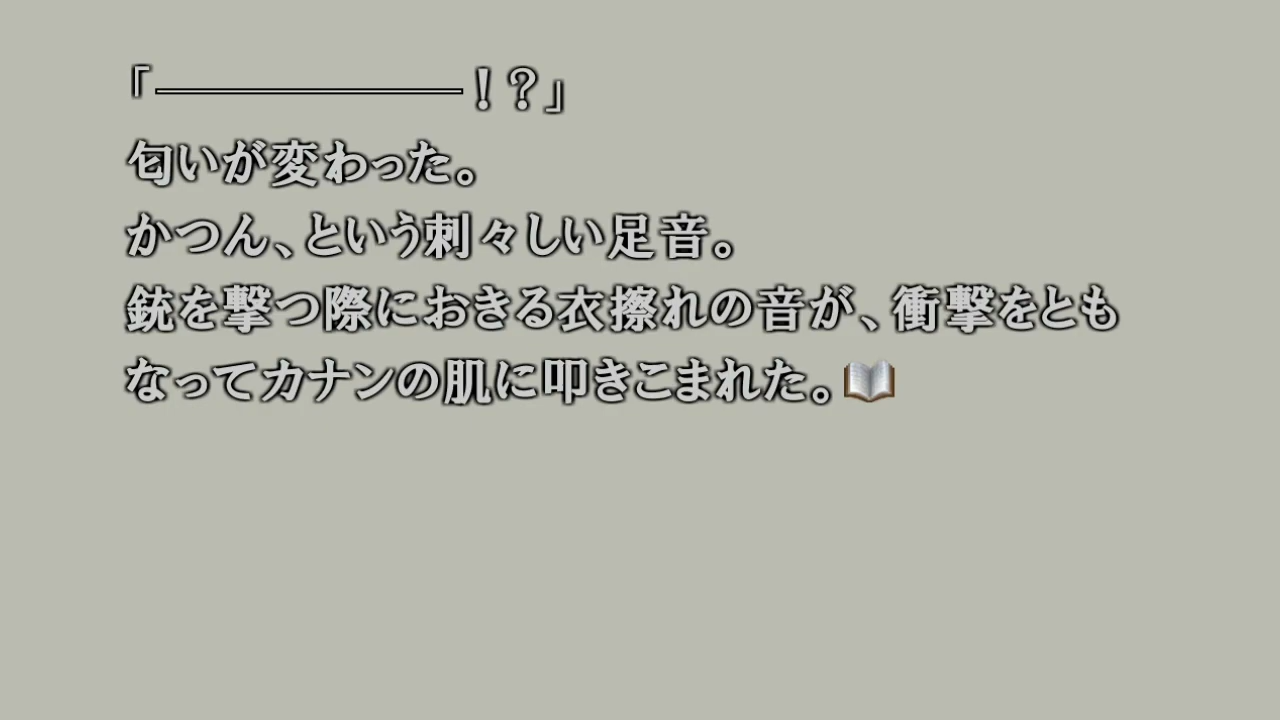 「――――――！？」
匂いが変わった。
かつん、という刺々しい足音。
銃を撃つ際におきる衣擦れの音が、衝撃をとも
なってカナンの肌に叩きこまれた。